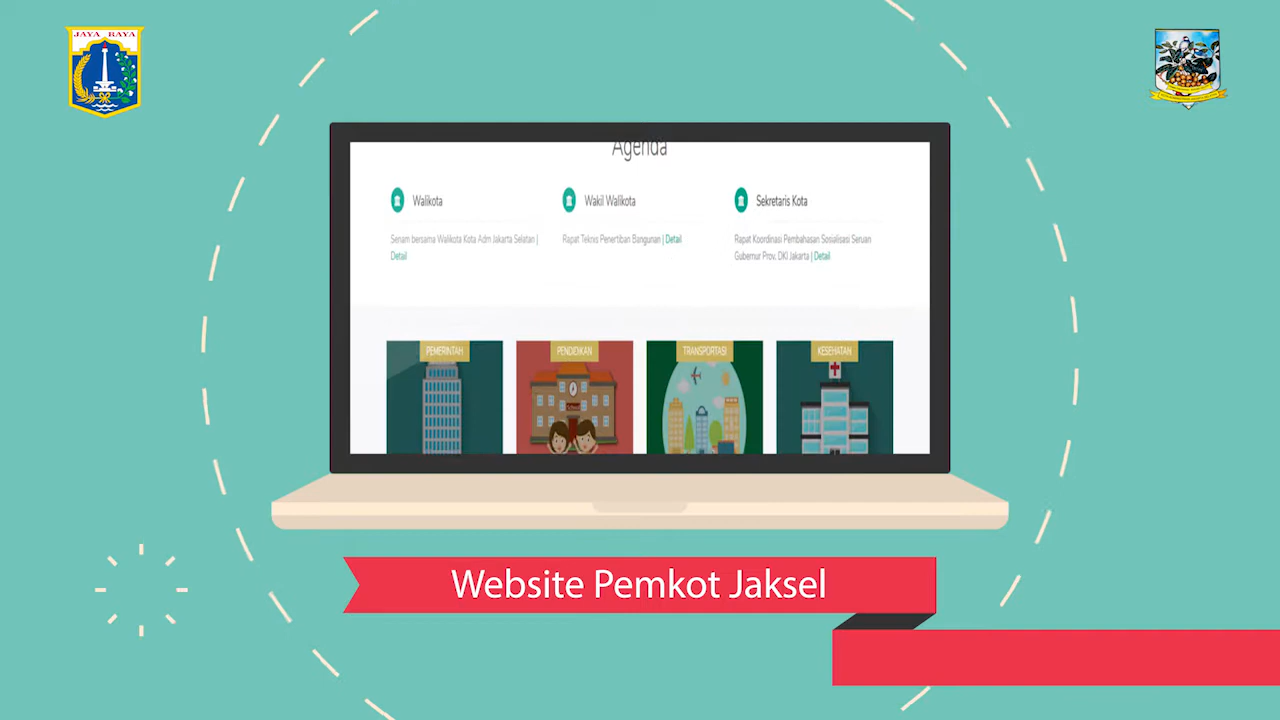 JAYA RAYA
Agenda
Walikota
Wakil Walikota
Sekretaris Kota
Senam bersama Walikota Kota Adm Jakarta Selatan |
Detail
Rapat Teknis Penertiban Bangunan | Detail
Rapat Koordinasi Pembahasan Sosialisasi Seruan
Gubernur Prov. DKI Jakarta | Detail
PEMERINTAH
PENDIDIKAN
TRANSPORTASI
KESEHATAN
Website Pemkot Jaksel